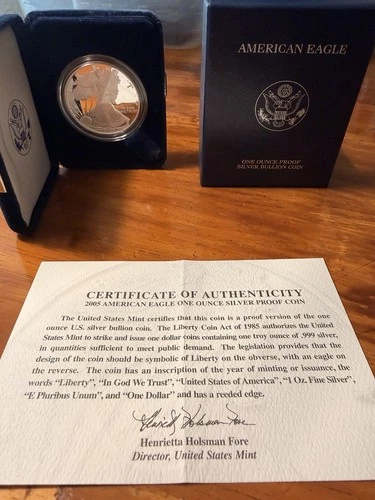 AMERICAN EAGLE
ONE OUNCE PROOF
SILVER BULLION COIN
CERTIFICATE OF AUTHENTICITY
2005 AMERICAN EAGLE ONE OUNCE SILVER PROOF COIN
The United States Mint certifies that this coin is a proof version of the one
ounce U.S. silver bullion coin. The Liberty Coin Act of 1985 authorizes the United
States Mint to strike and issue one dollar coins containing one troy ounce of .999 silver,
in quantities sufficient to meet public demand. The legislation provides that the
design of the coin should be symbolic of Liberty on the obverse, with an eagle on
the reverse. The coin has an inscription of the year of minting or issuance, the
words “Liberty”, “In God We Trust”, “United States of America”, “1 Oz. Fine Silver”,
“E Pluribus Unum”, and “One Dollar” and has a reeded edge.
Henrietta Holsman Fore
Henrietta Holsman Fore
Director, United States Mint